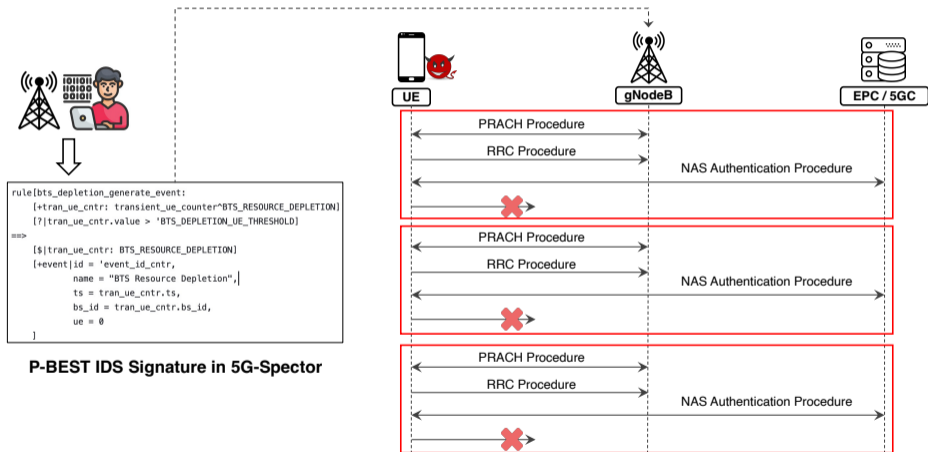 UE
gNodeB
EPC / 5GC
rule[bts_depletion_generate_event:
[+tran_ue_cntr: transient_ue_counter^BTS_RESOURCE_DEPLETION]
[?|tran_ue_cntr.value > 'BTS_DEPLETION_UE_THRESHOLD]
==>
[$|tran_ue_cntr: BTS_RESOURCE_DEPLETION]
[+event|id = 'event_id_cntr,
name = "BTS Resource Depletion",
ts = tran_ue_cntr.ts,
bs_id = tran_ue_cntr.bs_id,
ue = 0
]
P-BEST IDS Signature in 5G-Spector
PRACH Procedure
RRC Procedure
NAS Authentication Procedure
PRACH Procedure
RRC Procedure
NAS Authentication Procedure
PRACH Procedure
RRC Procedure
NAS Authentication Procedure